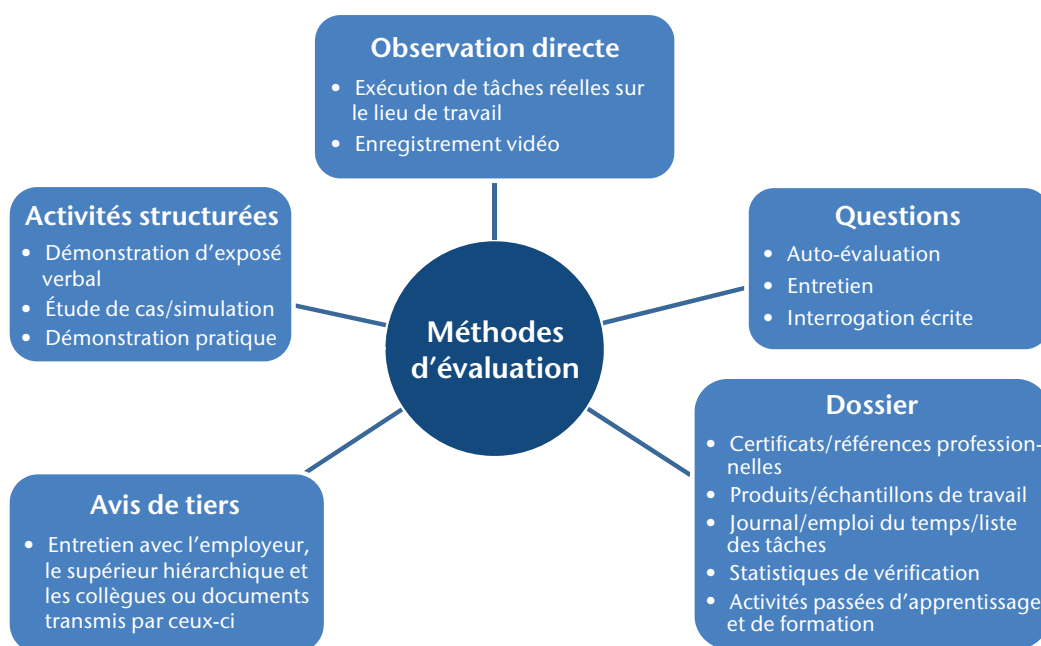 Observation directe
• Exécution de tâches réelles sur
le lieu de travail
• Enregistrement vidéo
Activités structurées
• Démonstration d'exposé
verbal
• Étude de cas/simulation
• Démonstration pratique
Questions
• Auto-évaluation
• Entretien
• Interrogation écrite
Méthodes
d'évaluation
Dossier
• Certificats/références profession-
nelles
• Produits/échantillons de travail
• Journal/emploi du temps/liste
des tâches
• Statistiques de vérification
• Activités passées d'apprentissage
et de formation
Avis de tiers
• Entretien avec l'employeur,
le supérieur hiérarchique et
les collègues ou documents
transmis par ceux-ci